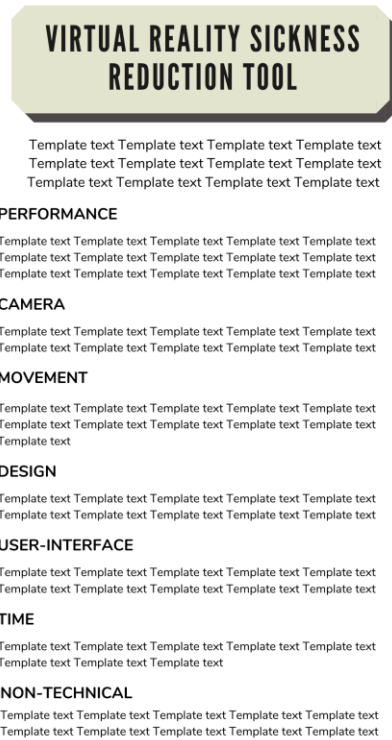 VIRTUAL REALITY SICKNESS
REDUCTION TOOL
Template text Template text Template text Template text
Template text Template text Template text Template text
Template text Template text Template text Template text
PERFORMANCE
Template text Template text Template text Template text Template text
Template text Template text Template text Template text Template text
Template text Template text Template text Template text Template text
CAMERA
Template text Template text Template text Template text Template text
Template text Template text Template text Template text Template text
MOVEMENT
Template text Template text Template text Template text Template text
Template text Template text Template text Template text Template text
Template text
DESIGN
Template text Template text Template text Template text Template text
Template text Template text Template text Template text Template text
USER-INTERFACE
Template text Template text Template text Template text Template text
Template text Template text Template text Template text Template text
TIME
Template text Template text Template text Template text Template text
Template text Template text Template text
NON-TECHNICAL
Template text Template text Template text Template text Template text
Template text Template text Template text Template text Template text